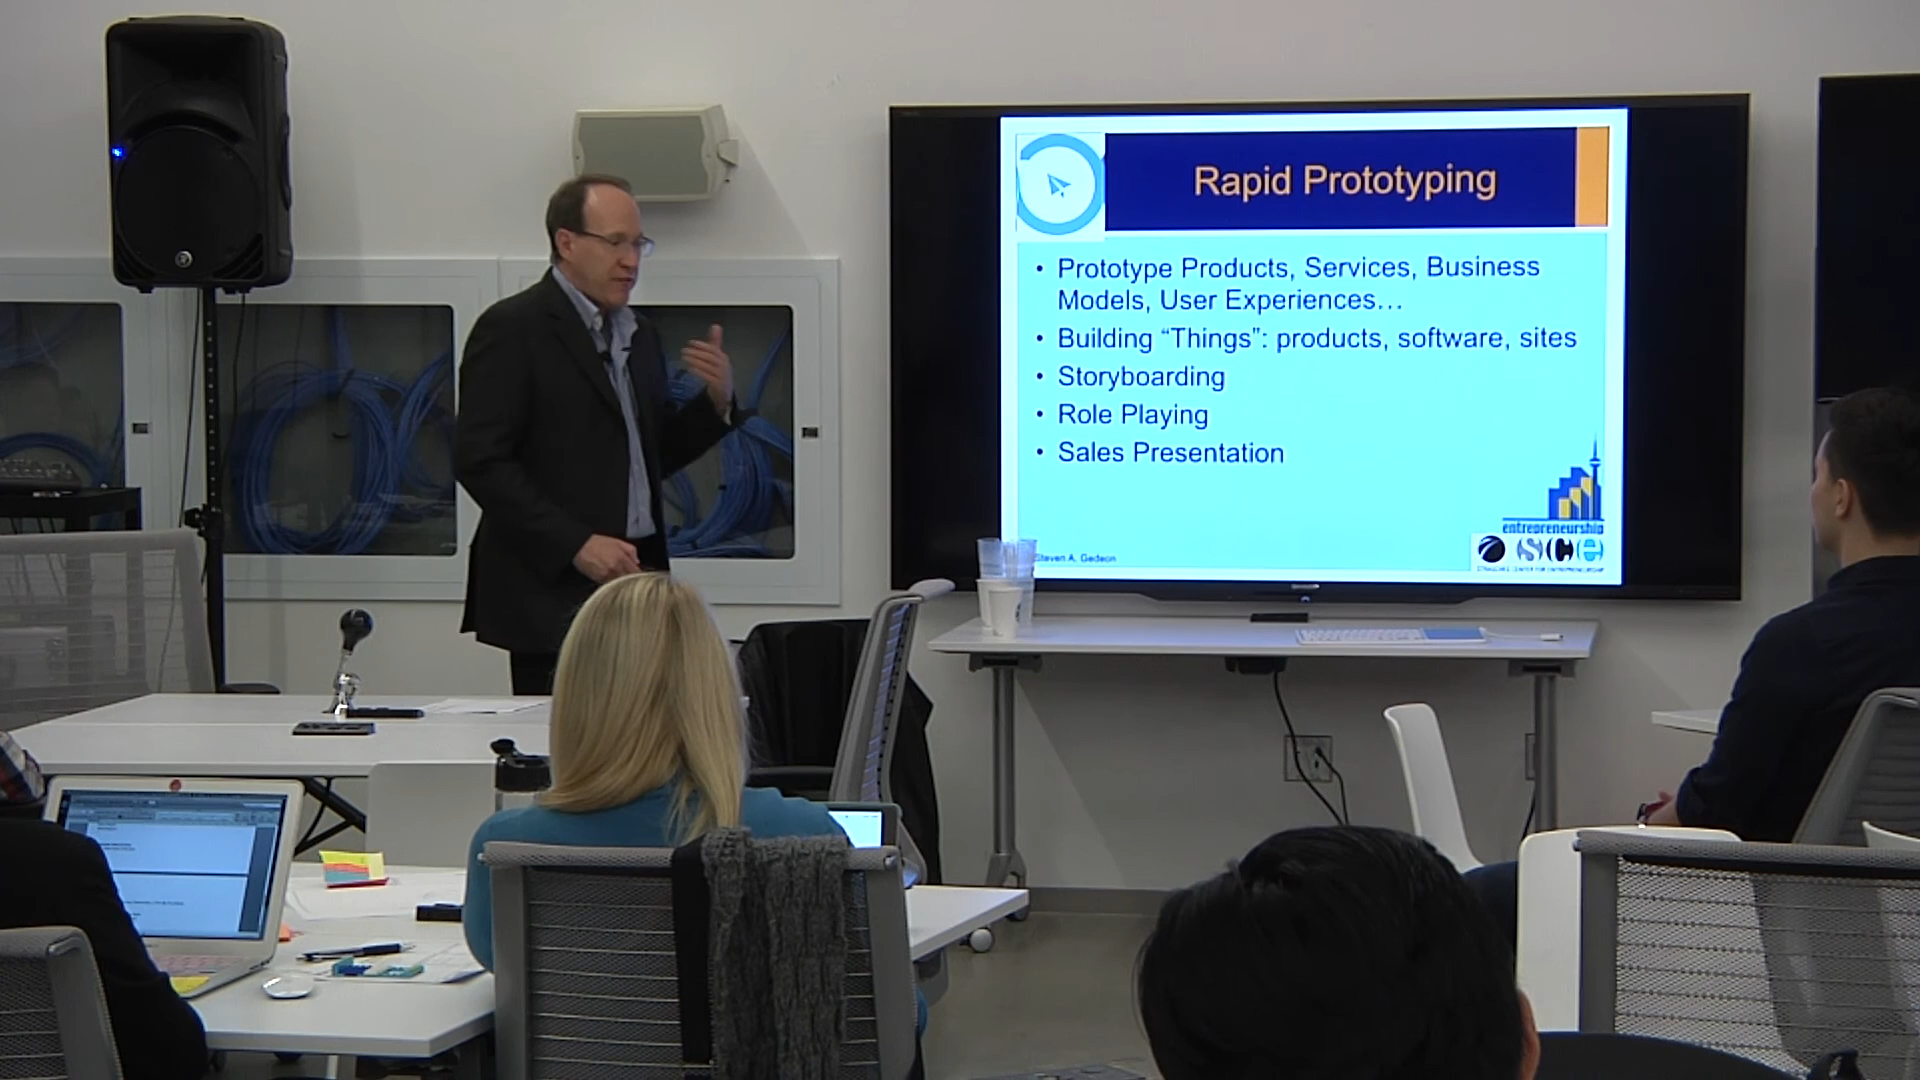 Rapid Prototyping
• Prototype Products, Services, Business
Models, User Experiences…
• Building “Things”: products, software, sites
• Storyboarding
• Role Playing
• Sales Presentation
entrepreneurship
Steven A. Gedeon